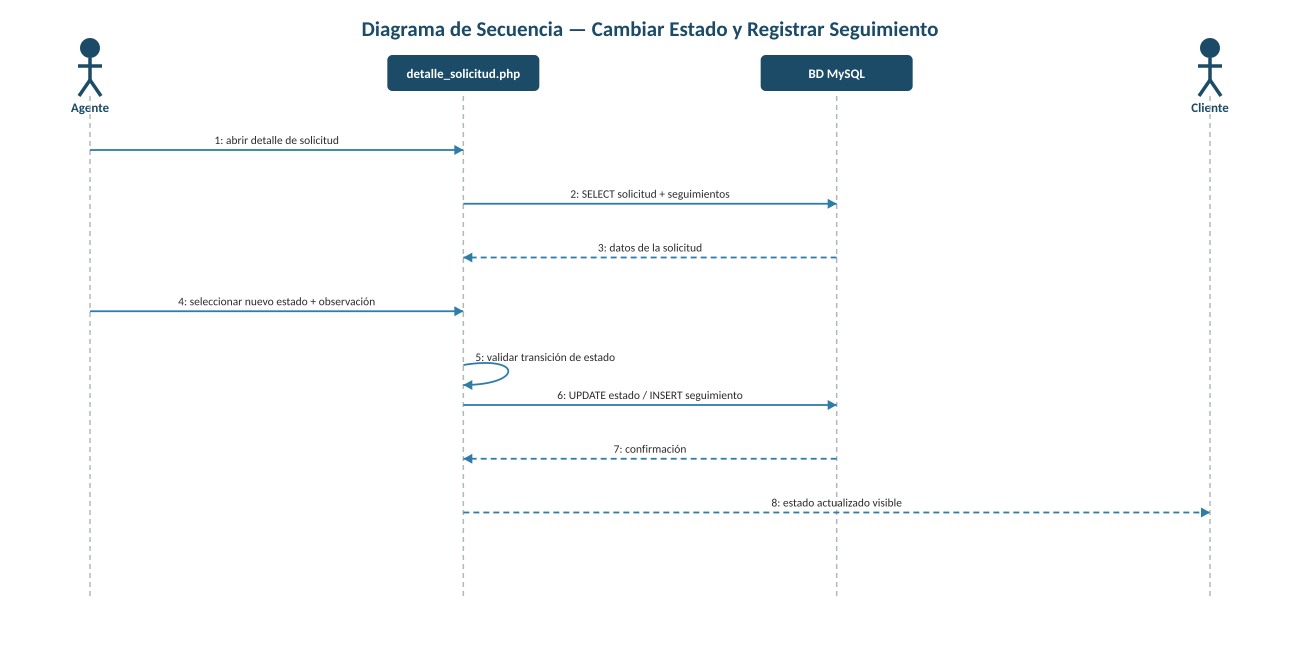 Diagrama de Secuencia — Cambiar Estado y Registrar Seguimiento
detalle_solicitud.php
BD MySQL
Agente
Cliente
1: abrir detalle de solicitud
2: SELECT solicitud + seguimientos
3: datos de la solicitud
4: seleccionar nuevo estado + observación
5: validar transición de estado
6: UPDATE estado / INSERT seguimiento
7: confirmación
8: estado actualizado visible